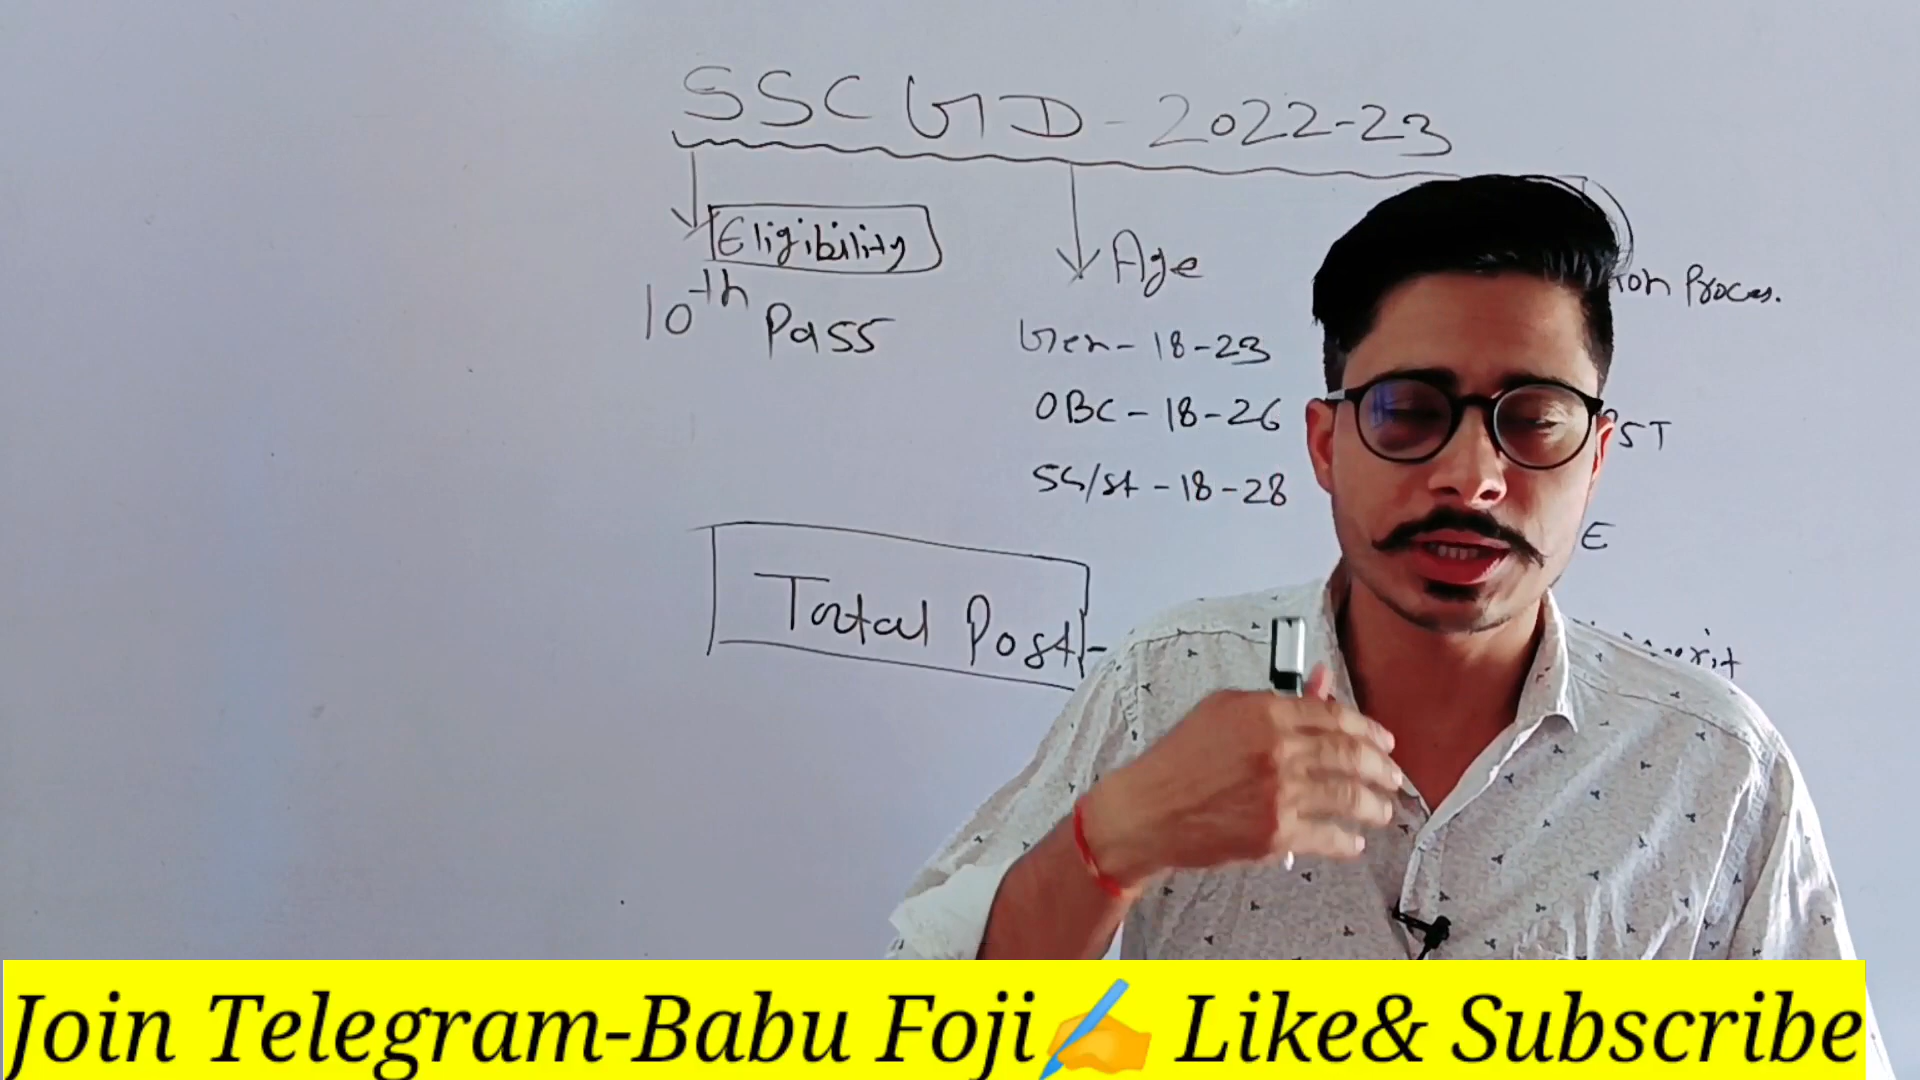 SSC GD - 2022-23
Eligibility
10th Pass
Age
Gen - 18-23
OBC - 18-26
SC/St - 18-28
Proces.
Total Post -
Join Telegram-Babu Foji✍ Like& Subscribe